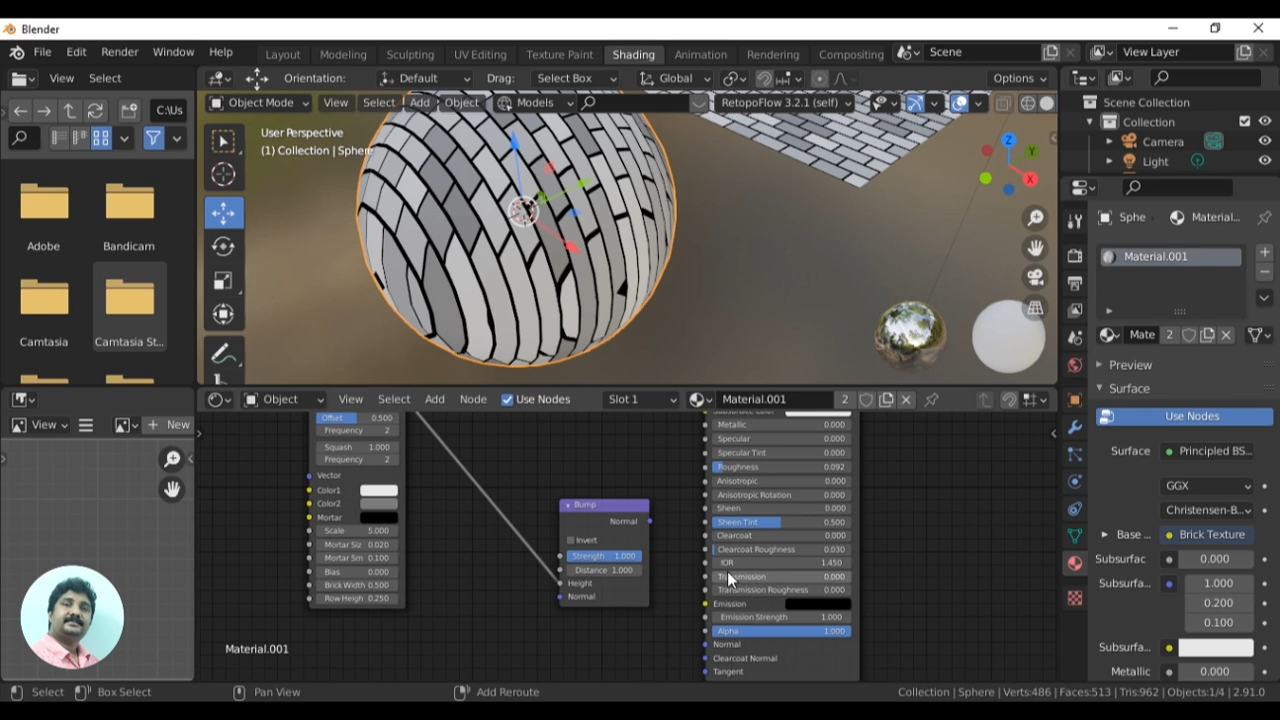 Blender
File Edit Render Window Help
Layout Modeling Sculpting UV Editing Texture Paint Shading Animation Rendering Compositing
Scene
View Layer
View Select
Orientation: Default Drag: Select Box Global Options
C:\Us
Object Mode View Select Add Object Models RetopoFlow 3.2.1 (self)
User Perspective
(1) Collection | Sphere
Z
Y
X
Adobe
Bandicam
Camtasia
Camtasia St...
Scene Collection
Collection
Camera
Light
Sphe Material...
Material.001
Mate 2
Preview
Surface
Use Nodes
Surface Principled BS...
GGX
Christensen-B...
Base ... Brick Texture
Subsurfac 0.000
Subsurfa.. 1.000
0.200
0.100
Subsurfa..
Metallic 0.000
View New
Object View Select Add Node Use Nodes Slot 1 Material.001 2
Offset 0.500
Frequency 2
Squash 1.000
Frequency 2
Vector
Color1
Color2
Mortar
Scale 5.000
Mortar Siz 0.020
Mortar Sm 0.100
Bias 0.000
Brick Width 0.500
Row Heigh 0.250
Bump
Normal
Invert
Strength 1.000
Distance 1.000
Height
Normal
Metallic 0.000
Specular 0.000
Specular Tint 0.000
Roughness 0.092
Anisotropic 0.000
Anisotropic Rotation 0.000
Sheen 0.000
Sheen Tint 0.500
Clearcoat 0.000
Clearcoat Roughness 0.030
IOR 1.450
Transmission 0.000
Transmission Roughness 0.000
Emission
Emission Strength 1.000
Alpha 1.000
Normal
Clearcoat Normal
Tangent
Material.001
Select Box Select Pan View Add Reroute
Collection | Sphere | Verts:486 | Faces:513 | Tris:962 | Objects:1/4 | 2.91.0